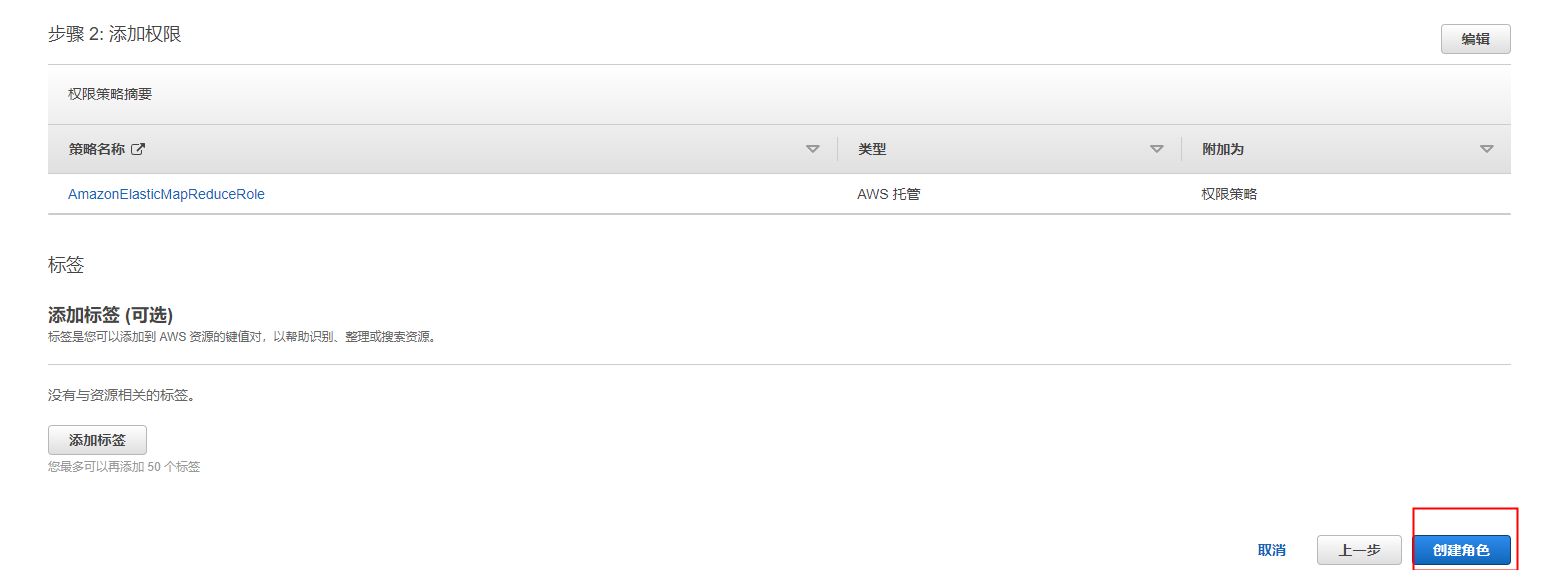 步骤 2: 添加权限
编辑
权限策略摘要
策略名称 类型 附加为
AmazonElasticMapReduceRole AWS 托管 权限策略
标签
添加标签 (可选)
标签是您可以添加到 AWS 资源的键值对，以帮助识别、整理或搜索资源。
没有与资源相关的标签。
添加标签
您最多可以再添加 50 个标签
取消 上一步 创建角色